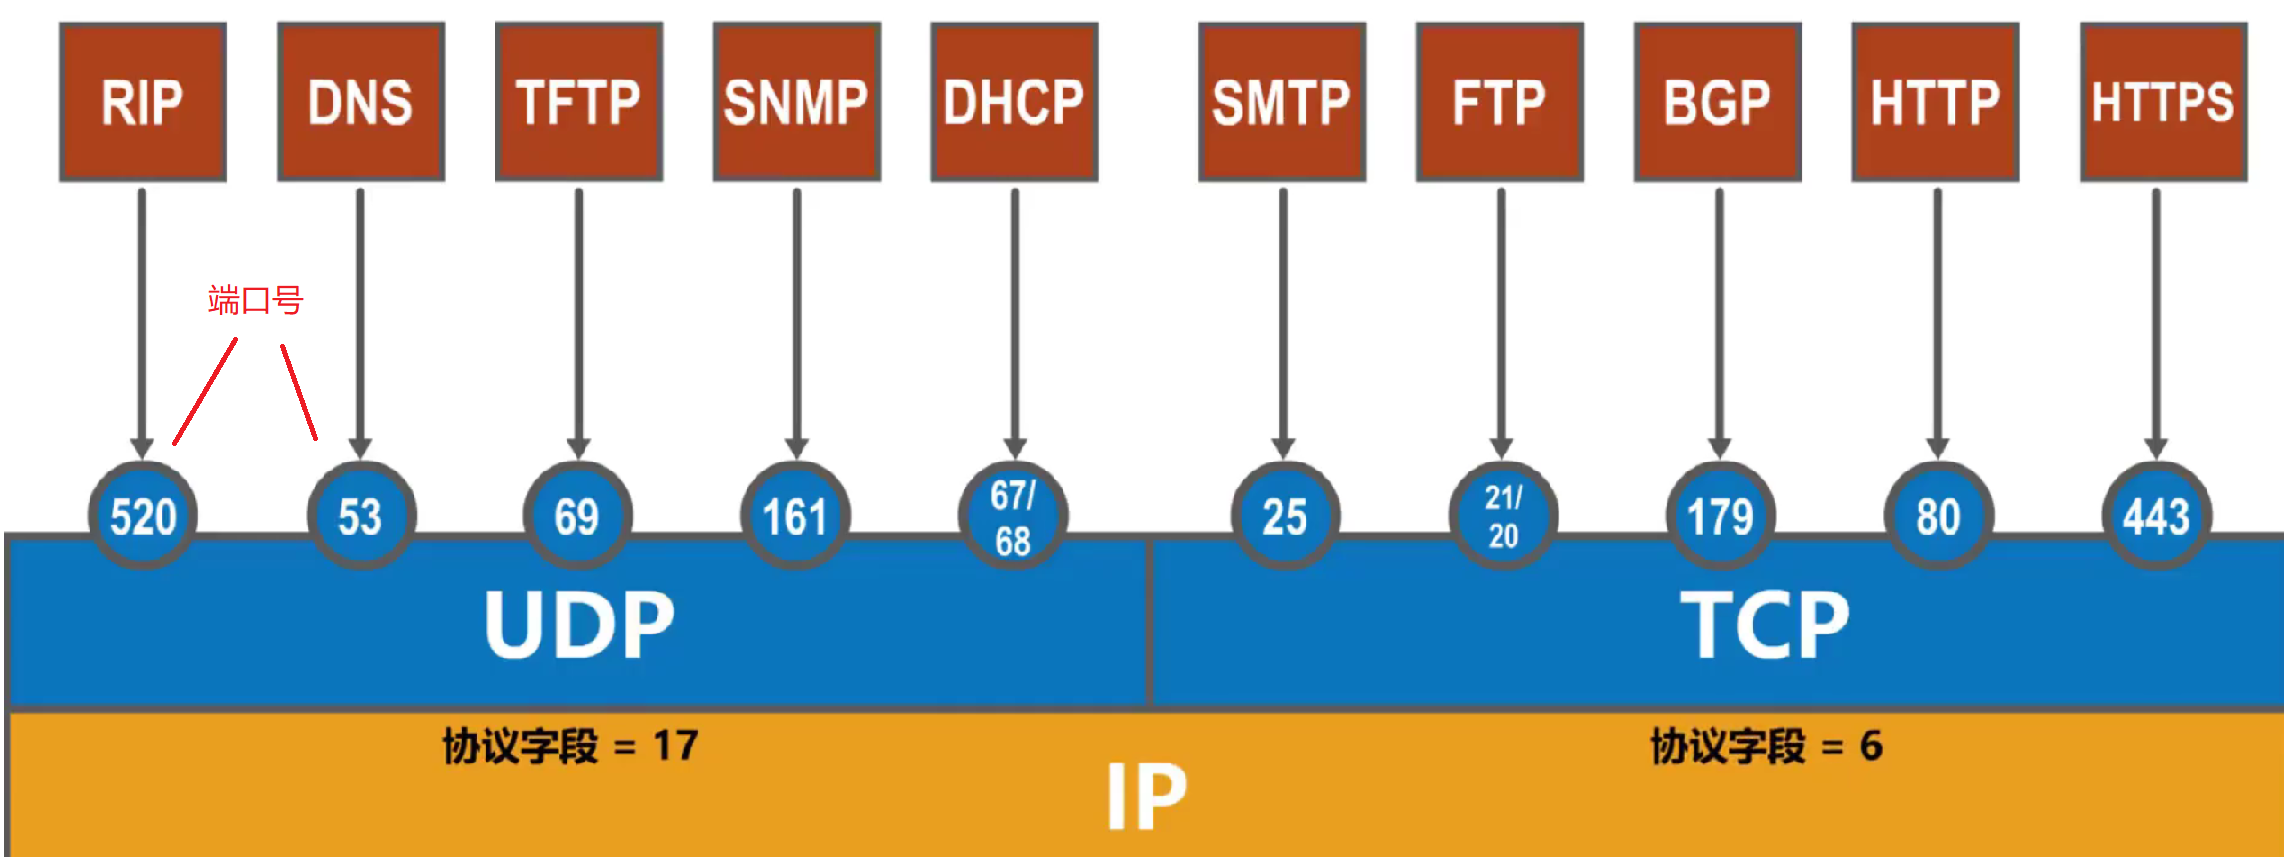 RIP DNS TFTP SNMP DHCP SMTP FTP BGP HTTP HTTPS
端口号
520 53 69 161 67/ 25 21/ 179 80 443
68 20
UDP TCP
协议字段 = 17 协议字段 = 6
IP